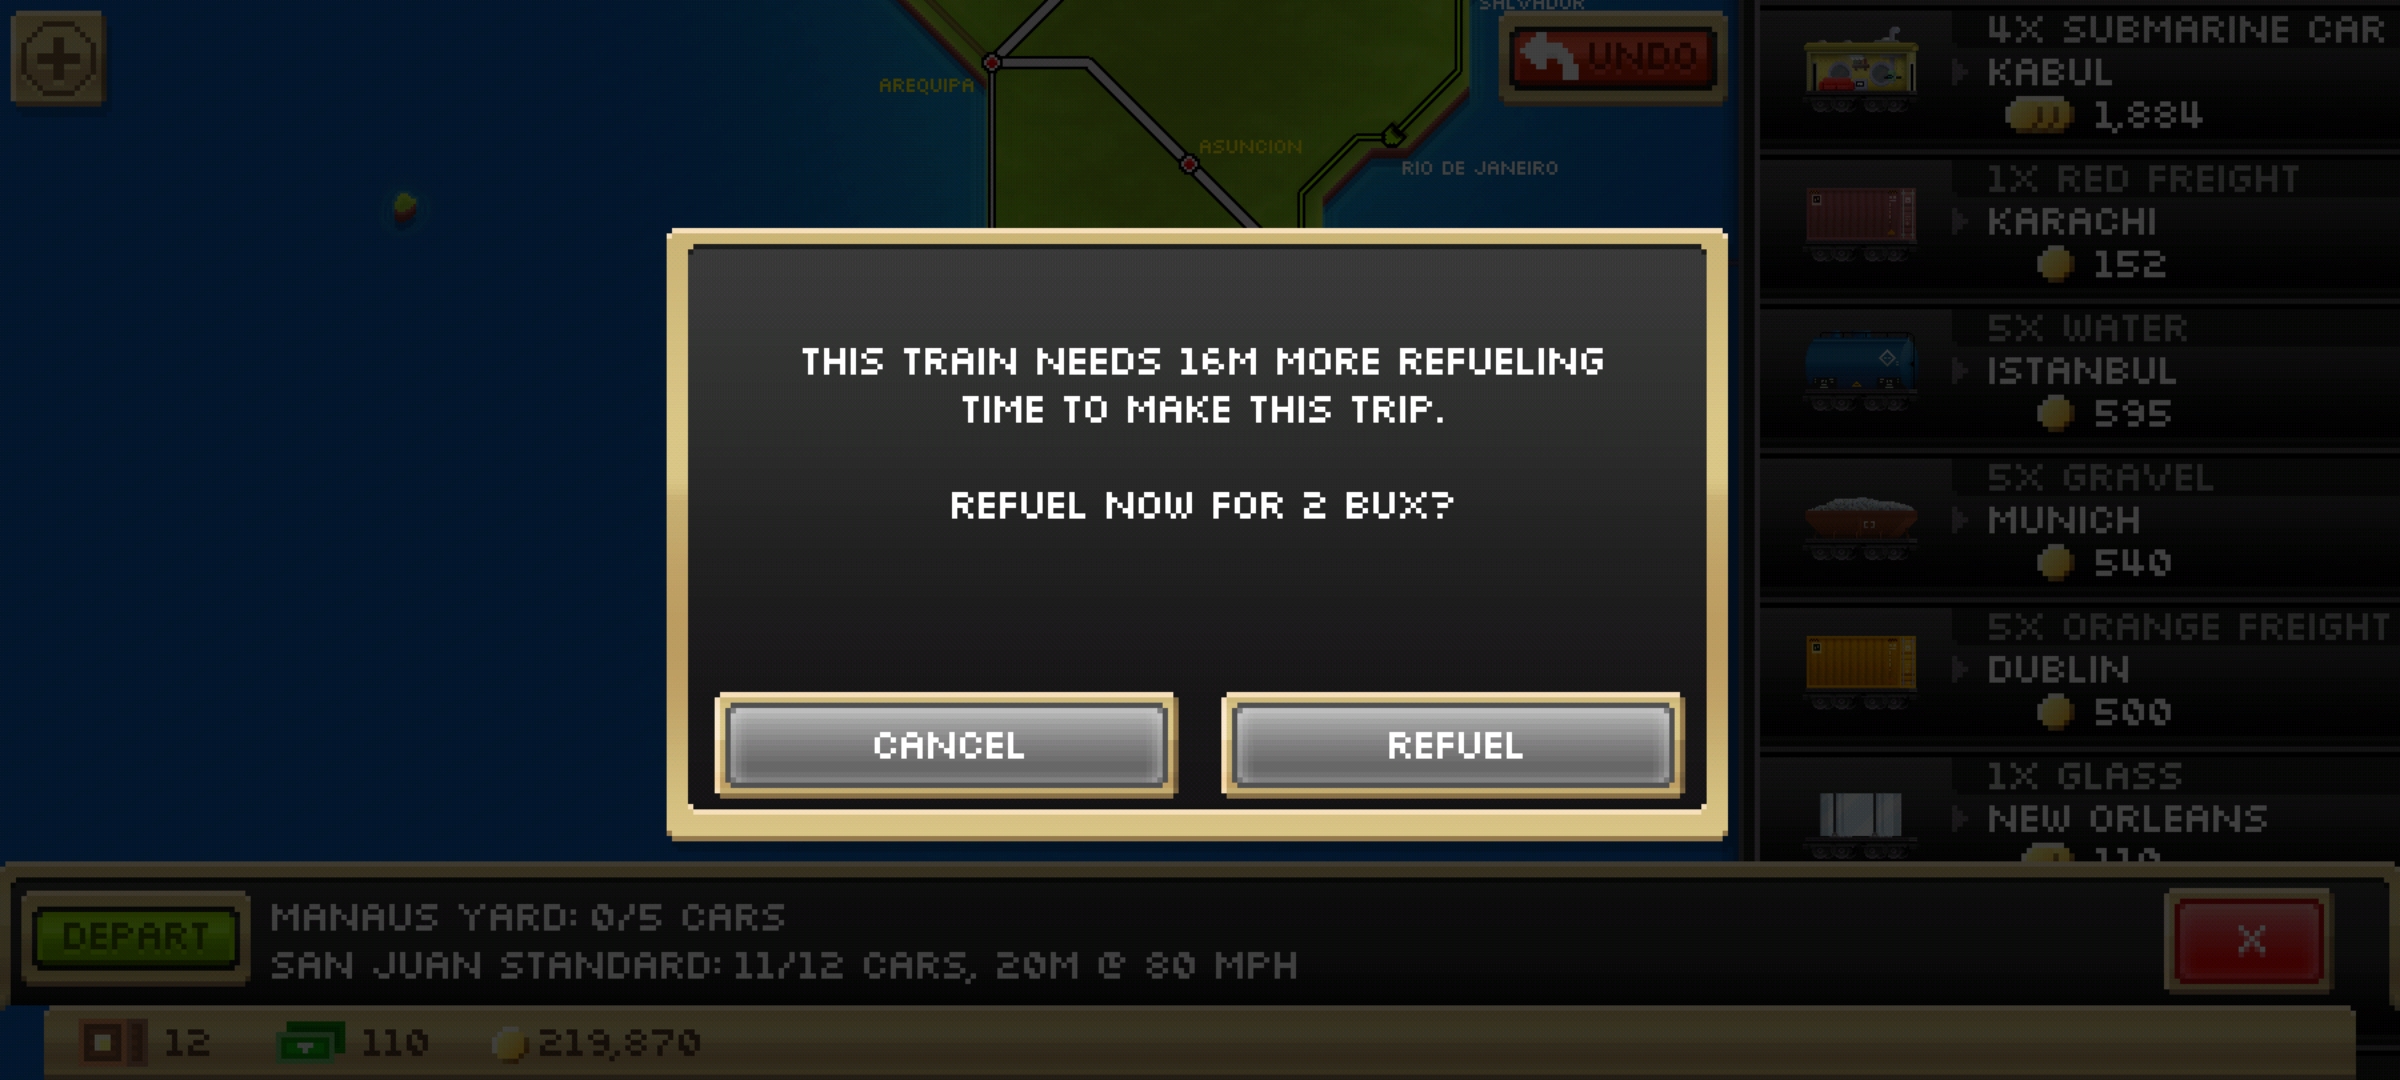 SALVADOR
AREQUIPA
ASUNCION
RIO DE JANEIRO
UNDO
4X SUBMARINE CAR
KABUL
1,884
1X RED FREIGHT
KARACHI
152
5X WATER
ISTANBUL
595
5X GRAVEL
MUNICH
540
5X ORANGE FREIGHT
DUBLIN
500
1X GLASS
NEW ORLEANS
110
THIS TRAIN NEEDS 16M MORE REFUELING
TIME TO MAKE THIS TRIP.
REFUEL NOW FOR 2 BUX?
CANCEL
REFUEL
DEPART
MANAUS YARD: 0/5 CARS
SAN JUAN STANDARD: 11/12 CARS, 20M @ 80 MPH
X
12
110
219,870